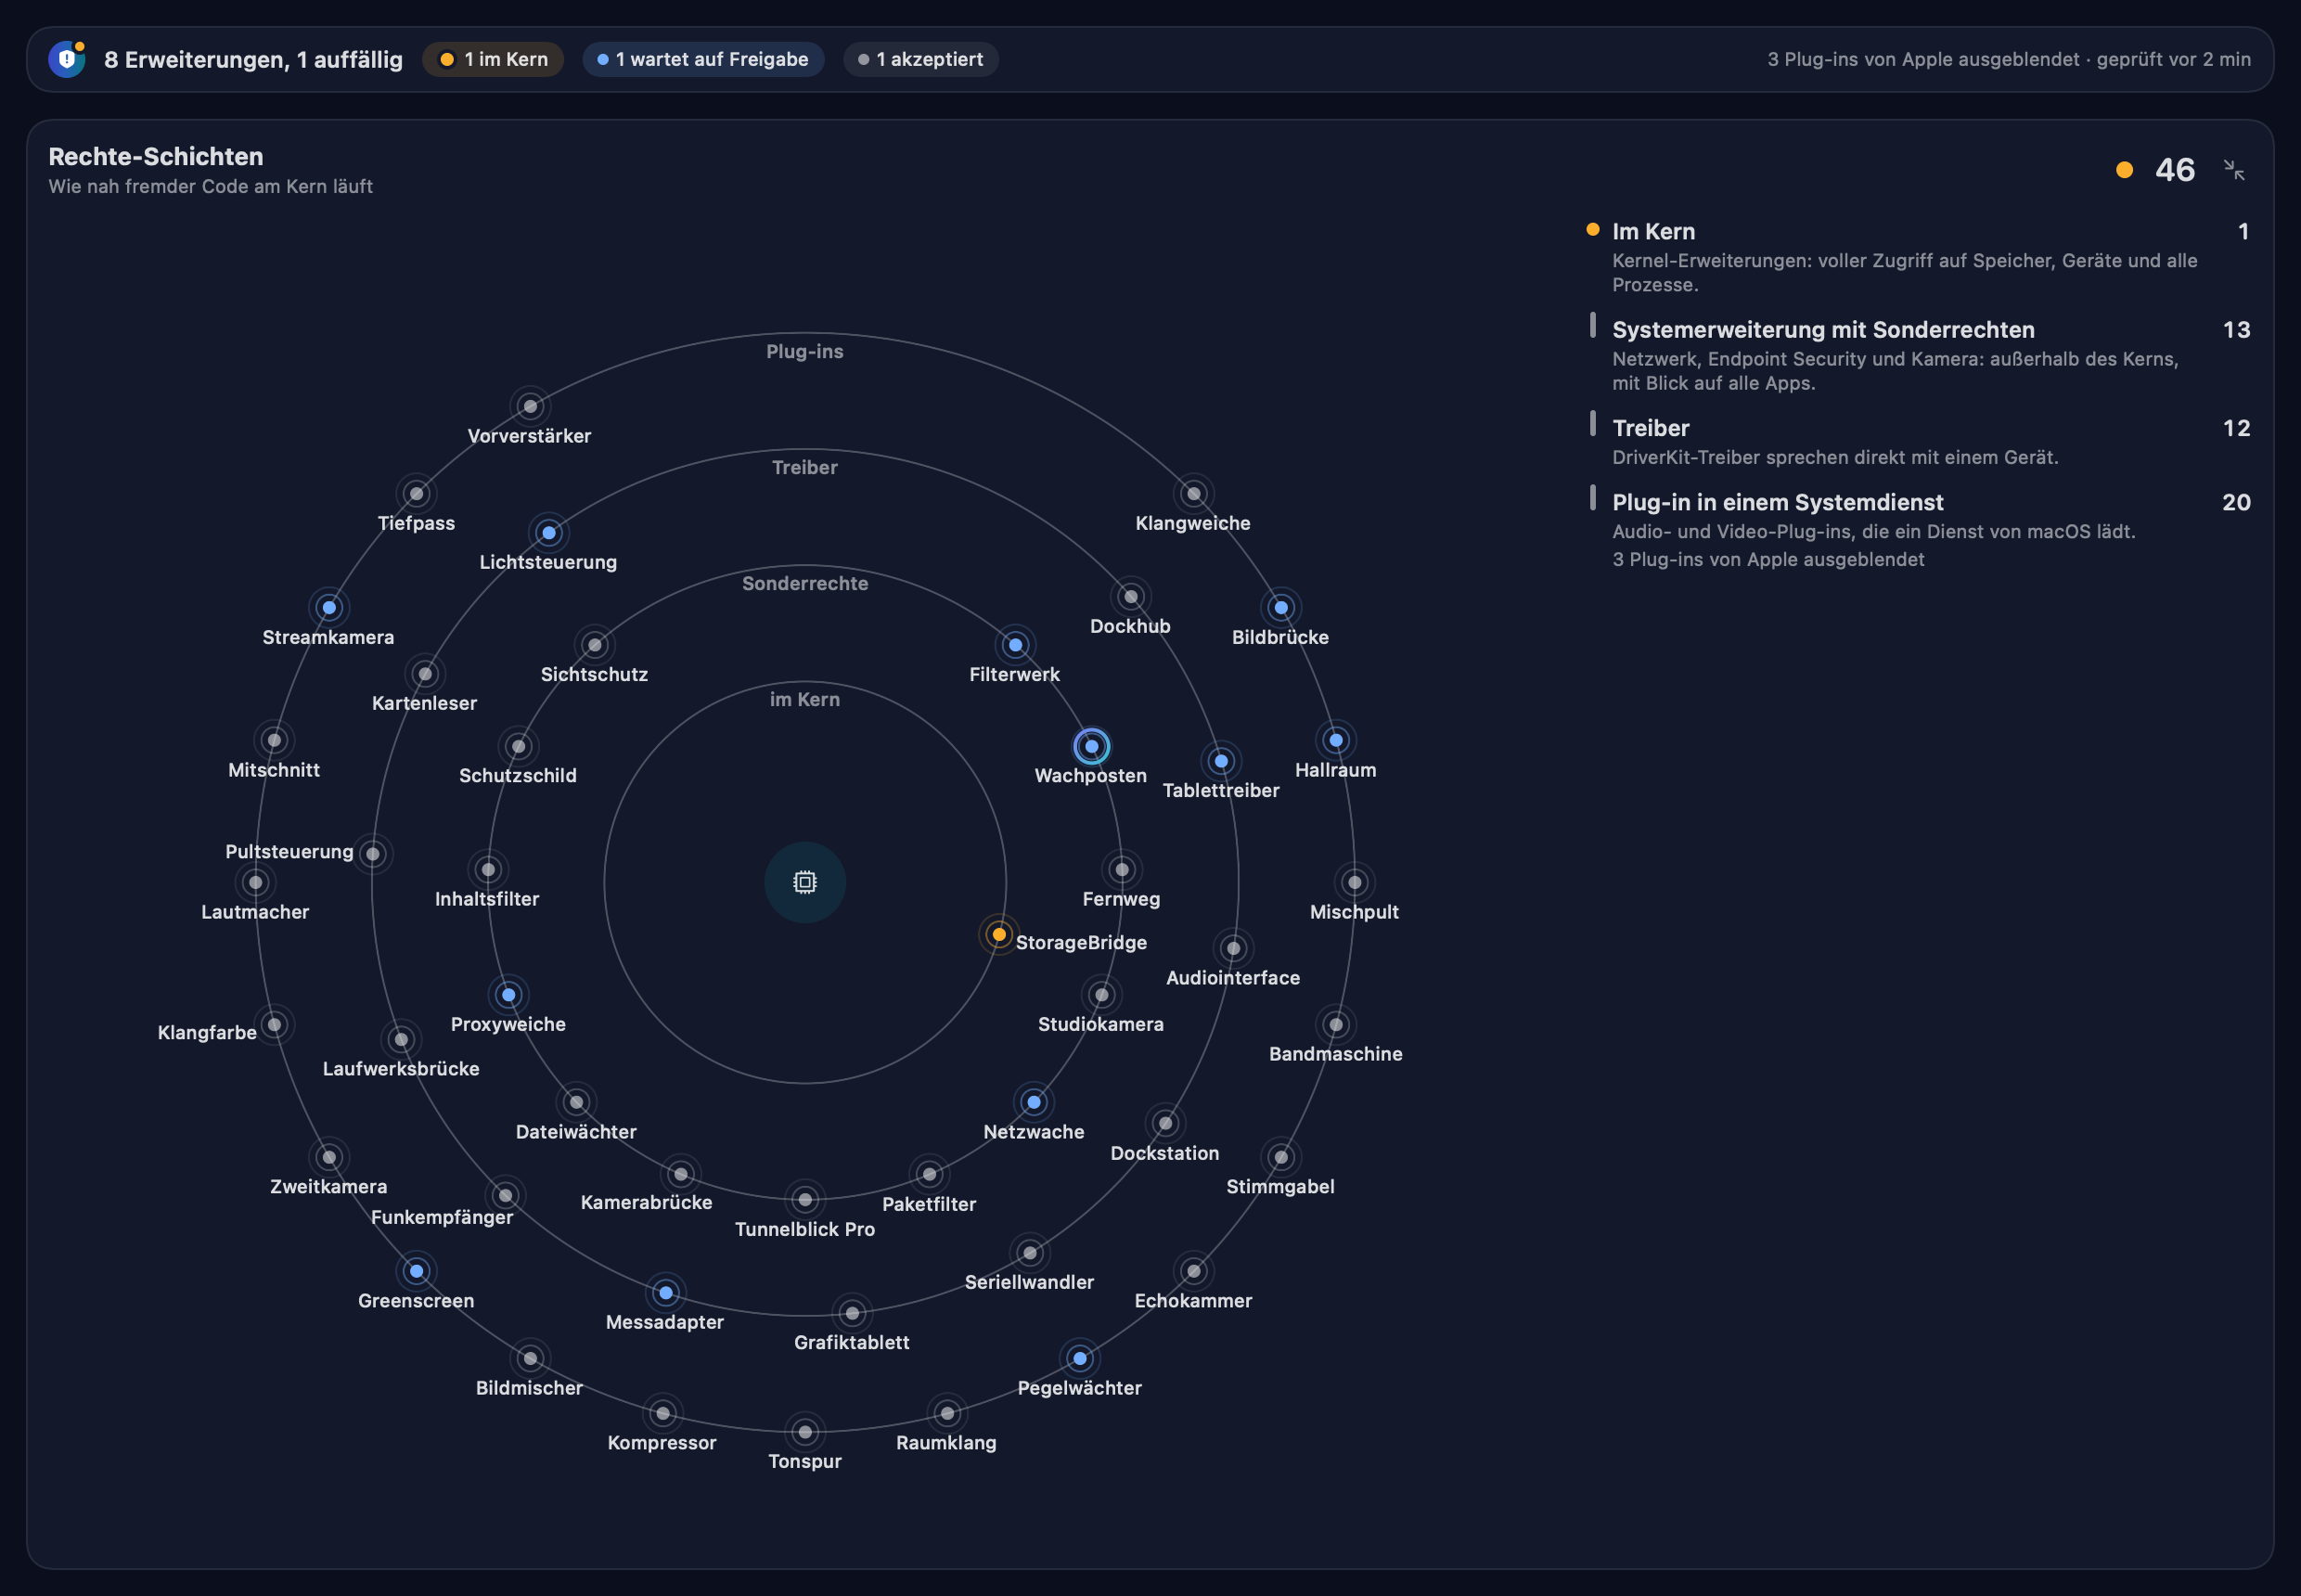 8 Erweiterungen, 1 auffällig
1 im Kern
1 wartet auf Freigabe
1 akzeptiert
3 Plug-ins von Apple ausgeblendet · geprüft vor 2 min
Rechte-Schichten
Wie nah fremder Code am Kern läuft
46
Im Kern 1
Kernel-Erweiterungen: voller Zugriff auf Speicher, Geräte und alle
Prozesse.
Systemerweiterung mit Sonderrechten 13
Netzwerk, Endpoint Security und Kamera: außerhalb des Kerns,
mit Blick auf alle Apps.
Treiber 12
DriverKit-Treiber sprechen direkt mit einem Gerät.
Plug-in in einem Systemdienst 20
Audio- und Video-Plug-ins, die ein Dienst von macOS lädt.
3 Plug-ins von Apple ausgeblendet
Plug-ins
Vorverstärker
Treiber
Tiefpass
Klangweiche
Lichtsteuerung
Sonderrechte
Dockhub
Streamkamera
Bildbrücke
Sichtschutz
Filterwerk
im Kern
Kartenleser
Mitschnitt
Schutzschild
Wachposten
Hallraum
Tablettreiber
Pultsteuerung
Inhaltsfilter
Fernweg
Lautmacher
Mischpult
StorageBridge
Audiointerface
Proxyweiche
Studiokamera
Klangfarbe
Bandmaschine
Laufwerksbrücke
Dateiwächter
Netzwache
Dockstation
Zweitkamera
Stimmgabel
Kamerabrücke
Paketfilter
Funkempfänger
Tunnelblick Pro
Seriellwandler
Greenscreen
Echokammer
Messadapter
Grafiktablett
Bildmischer
Pegelwächter
Kompressor
Raumklang
Tonspur